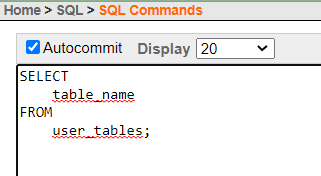 Home > SQL > SQL Commands
Autocommit Display 20
SELECT
table_name
FROM
user_tables;